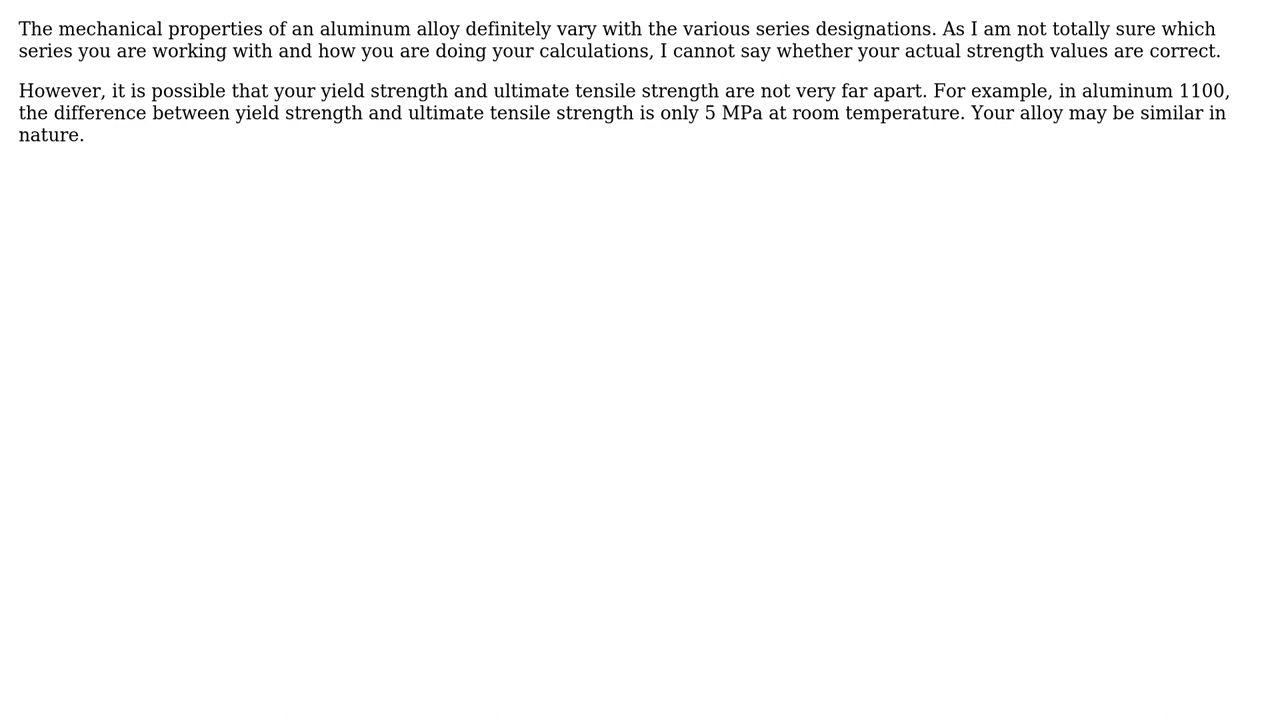 The mechanical properties of an aluminum alloy definitely vary with the various series designations. As I am not totally sure which
series you are working with and how you are doing your calculations, I cannot say whether your actual strength values are correct.
However, it is possible that your yield strength and ultimate tensile strength are not very far apart. For example, in aluminum 1100,
the difference between yield strength and ultimate tensile strength is only 5 MPa at room temperature. Your alloy may be similar in
nature.